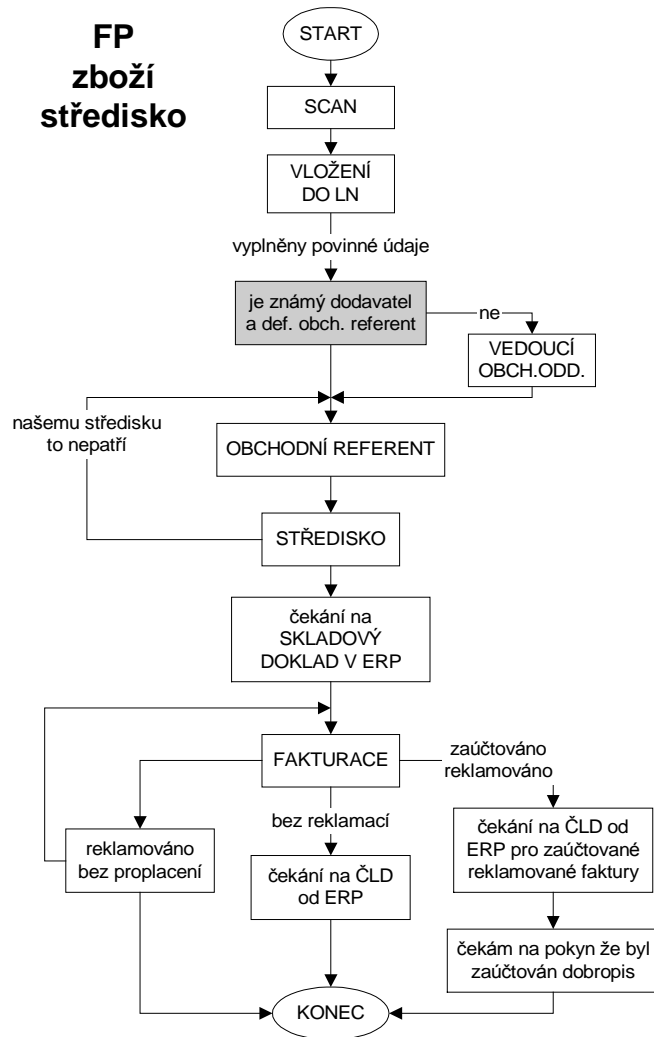 FP
zboží
středisko
START
SCAN
VLOŽENÍ
DO LN
vyplněny povinné údaje
je známý dodavatel
a def. obch. referent
ne
VEDOUCÍ
OBCH.ODD.
našemu středisku
to nepatří
OBCHODNÍ REFERENT
STŘEDISKO
čekání na
SKLADOVÝ
DOKLAD V ERP
FAKTURACE
zaúčtováno
reklamováno
bez reklamací
reklamováno
bez proplacení
čekání na ČLD
od ERP
čekání na ČLD od
ERP pro zaúčtované
reklamované faktury
čekám na pokyn že byl
zaúčtován dobropis
KONEC